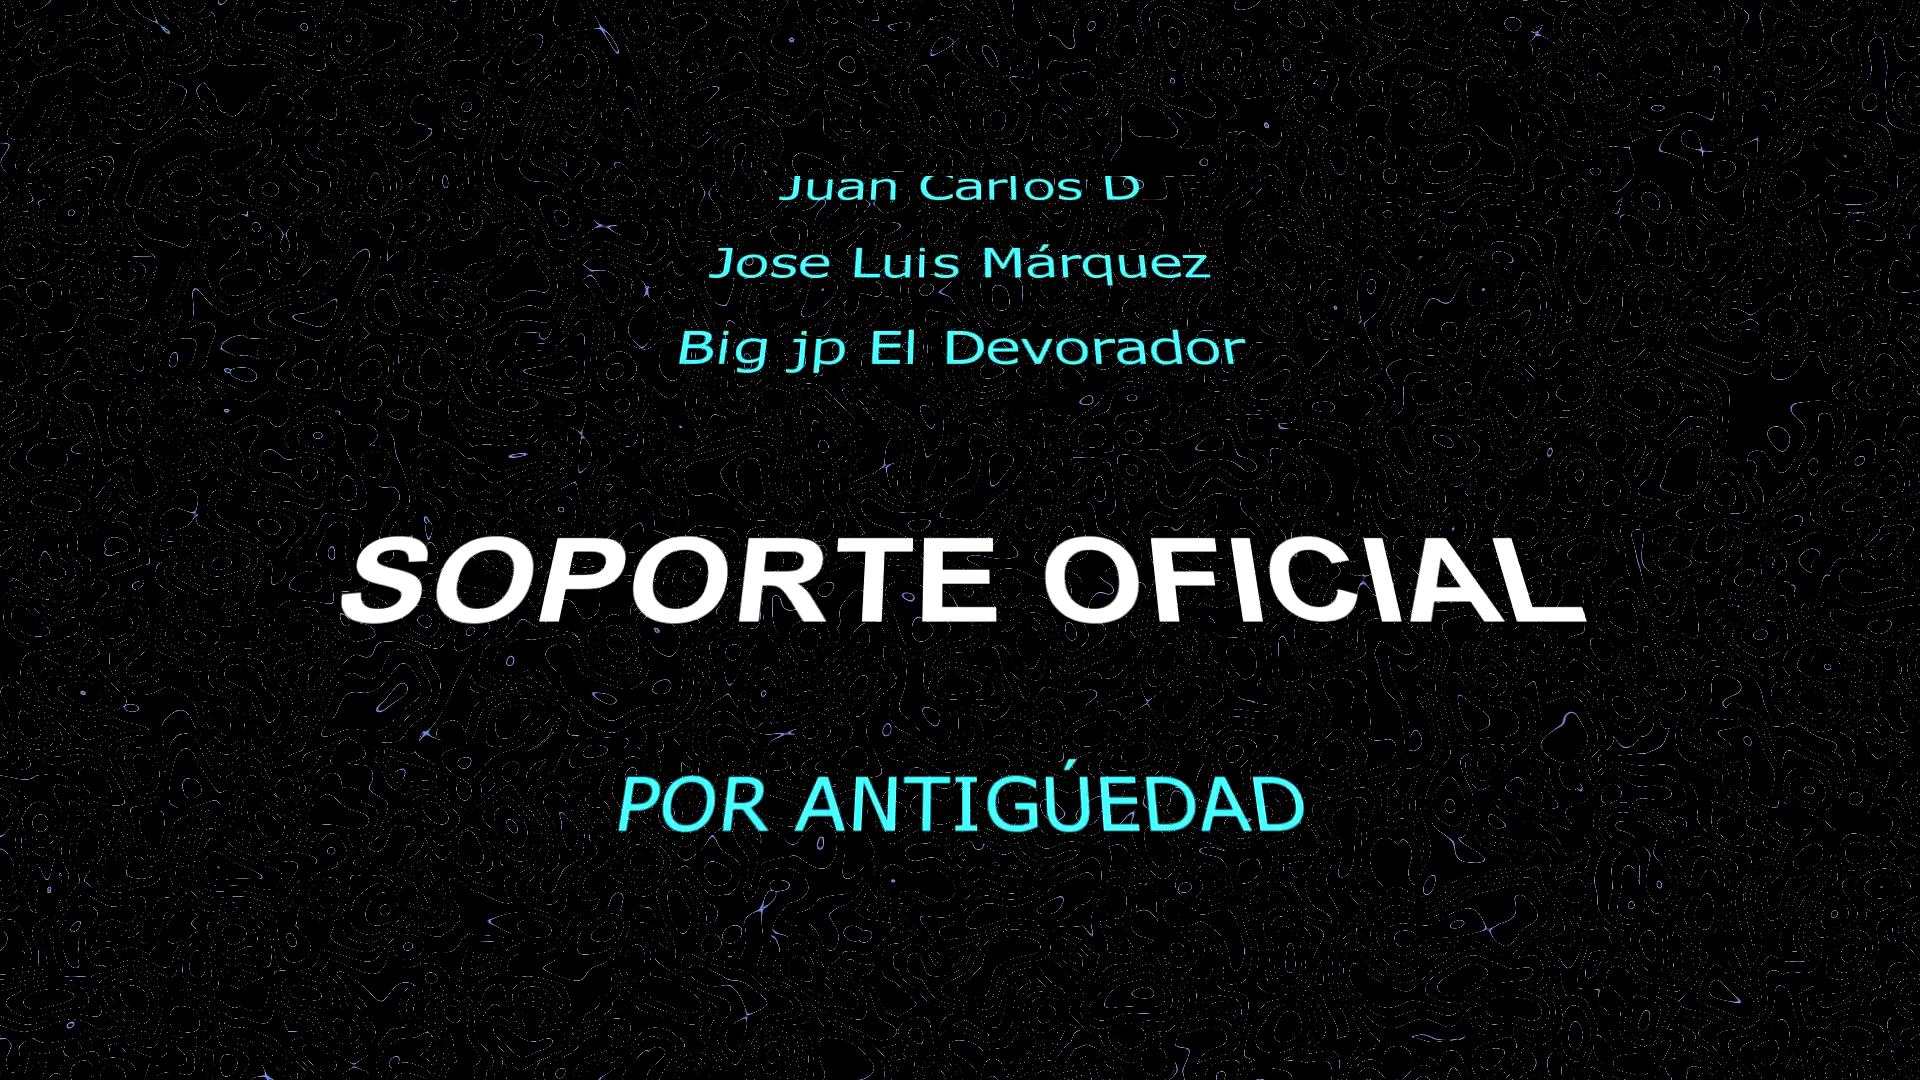 Juan Carlos D
Jose Luis Márquez
Big jp El Devorador
SOPORTE OFICIAL
POR ANTIGÚEDAD